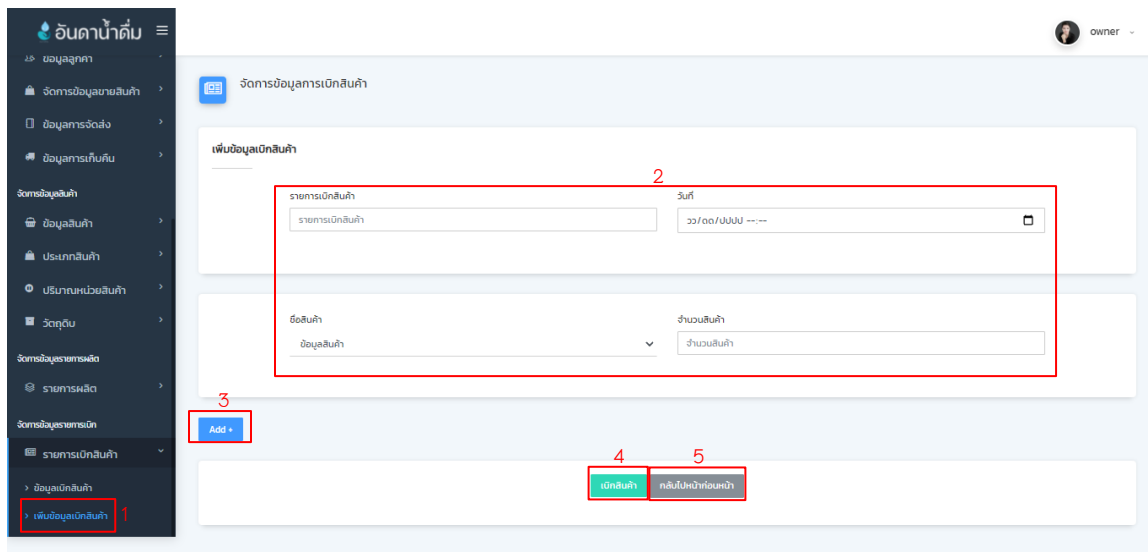 อันดาน้ำดื่ม
owner
ข้อมูลลูกค้า
จัดการข้อมูลขายสินค้า
ข้อมูลการจัดส่ง
ข้อมูลการเก็บคืน
จัดการข้อมูลสินค้า
ข้อมูลสินค้า
ประเภทสินค้า
ปริมาณหน่วยสินค้า
วัตถุดิบ
จัดการข้อมูลรายการผลิต
รายการผลิต
จัดการข้อมูลรายการเบิก
รายการเบิกสินค้า
> ข้อมูลเบิกสินค้า
> เพิ่มข้อมูลเบิกสินค้า
1
จัดการข้อมูลการเบิกสินค้า
เพิ่มข้อมูลเบิกสินค้า
2
รายการเบิกสินค้า วันที่
รายการเบิกสินค้า วว/ดด/ปปปป --:--
ชื่อสินค้า จำนวนสินค้า
ข้อมูลสินค้า จำนวนสินค้า
3
Add +
4 5
เบิกสินค้า กลับไปหน้าก่อนหน้า